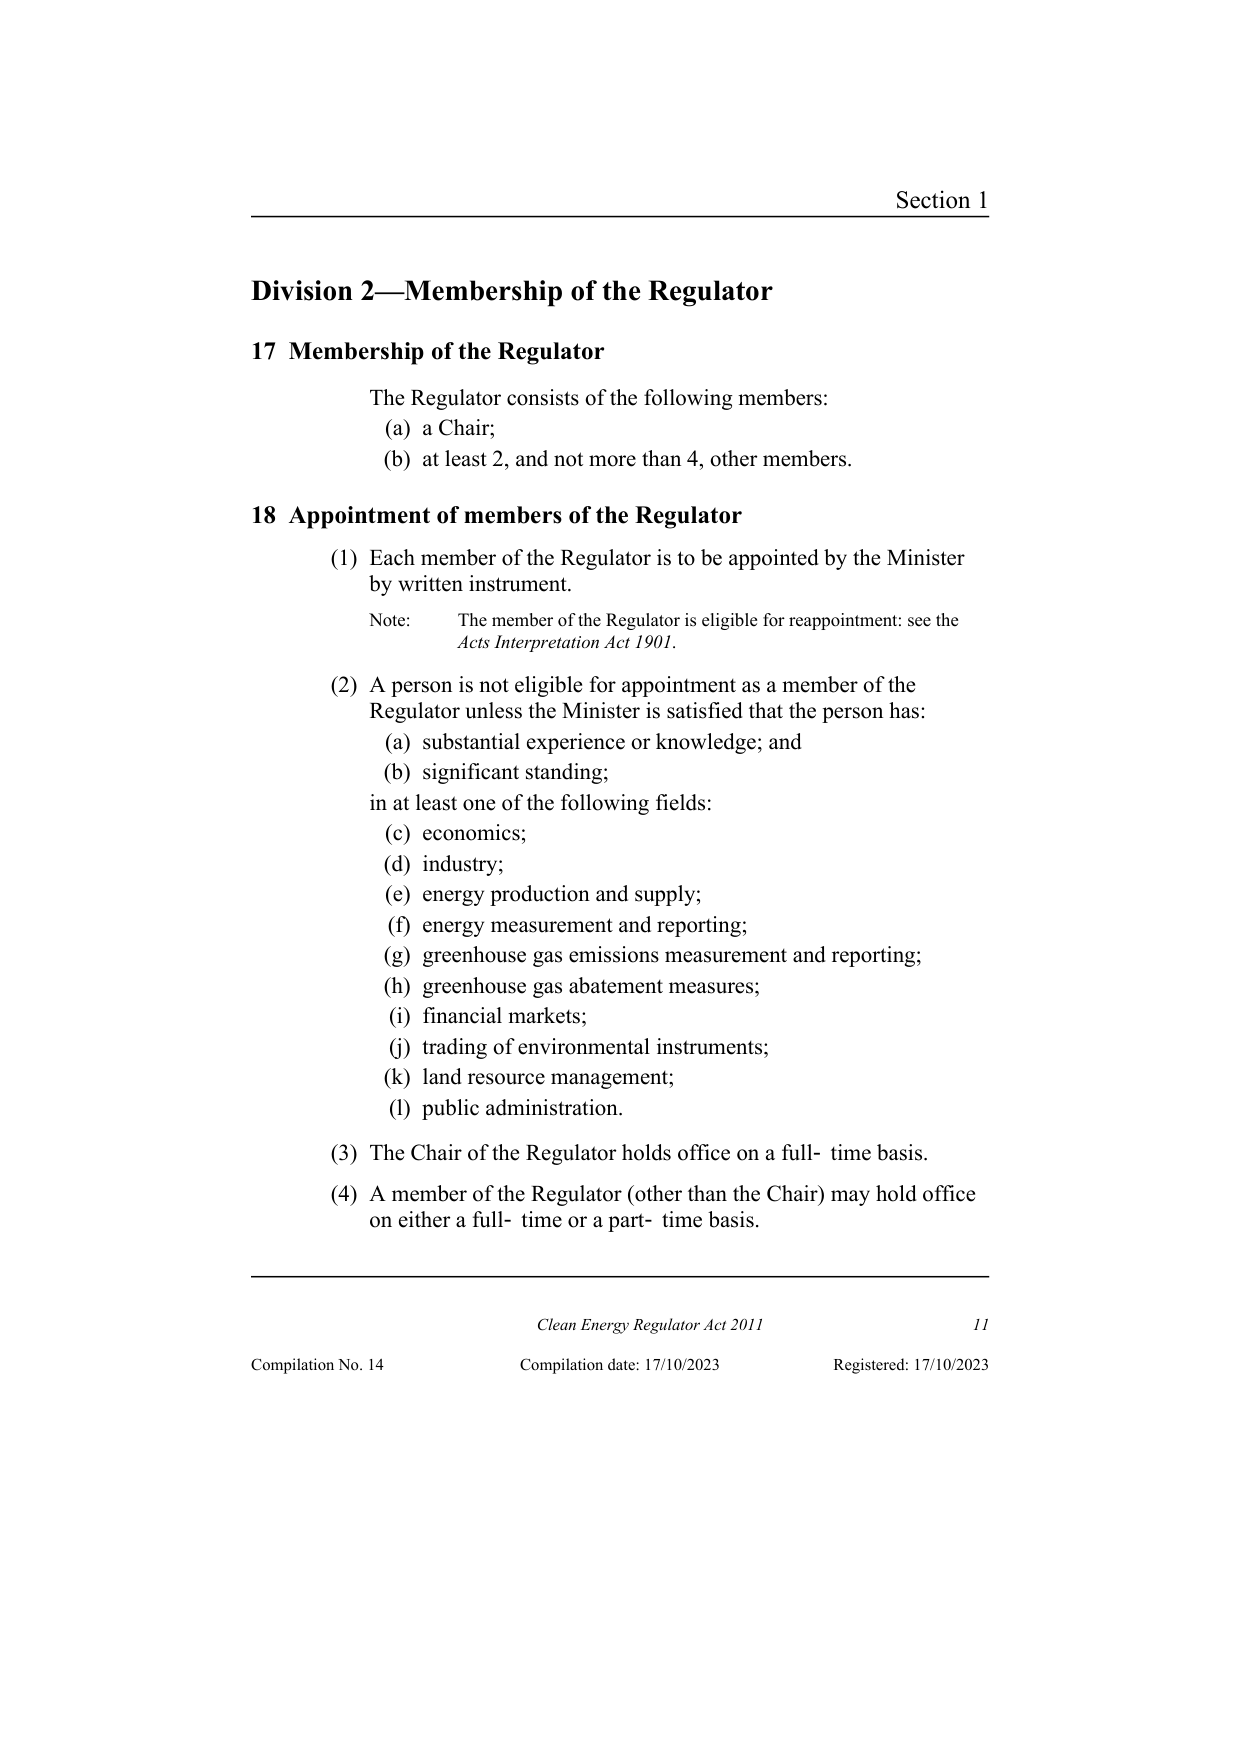 Section 1
Division 2—Membership of the Regulator
17 Membership of the Regulator
The Regulator consists of the following members:
(a) a Chair;
(b) at least 2, and not more than 4, other members.
18 Appointment of members of the Regulator
(1) Each member of the Regulator is to be appointed by the Minister
by written instrument.
Note: The member of the Regulator is eligible for reappointment: see the
Acts Interpretation Act 1901.
(2) A person is not eligible for appointment as a member of the
Regulator unless the Minister is satisfied that the person has:
(a) substantial experience or knowledge; and
(b) significant standing;
in at least one of the following fields:
(c) economics;
(d) industry;
(e) energy production and supply;
(f) energy measurement and reporting;
(g) greenhouse gas emissions measurement and reporting;
(h) greenhouse gas abatement measures;
(i) financial markets;
(j) trading of environmental instruments;
(k) land resource management;
(l) public administration.
(3) The Chair of the Regulator holds office on a full- time basis.
(4) A member of the Regulator (other than the Chair) may hold office
on either a full- time or a part- time basis.
Clean Energy Regulator Act 2011 11
Compilation No. 14 Compilation date: 17/10/2023 Registered: 17/10/2023